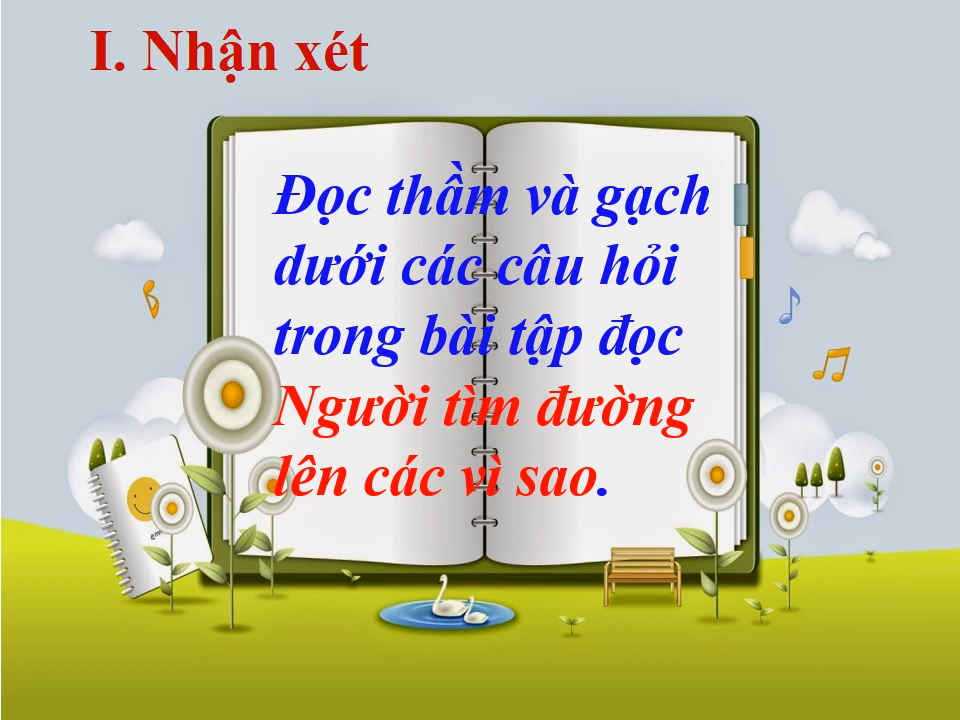 I. Nhận xét
Đọc thầm và gạch
dưới các câu hỏi
trong bài tập đọc
Người tìm đường
lên các vì sao.